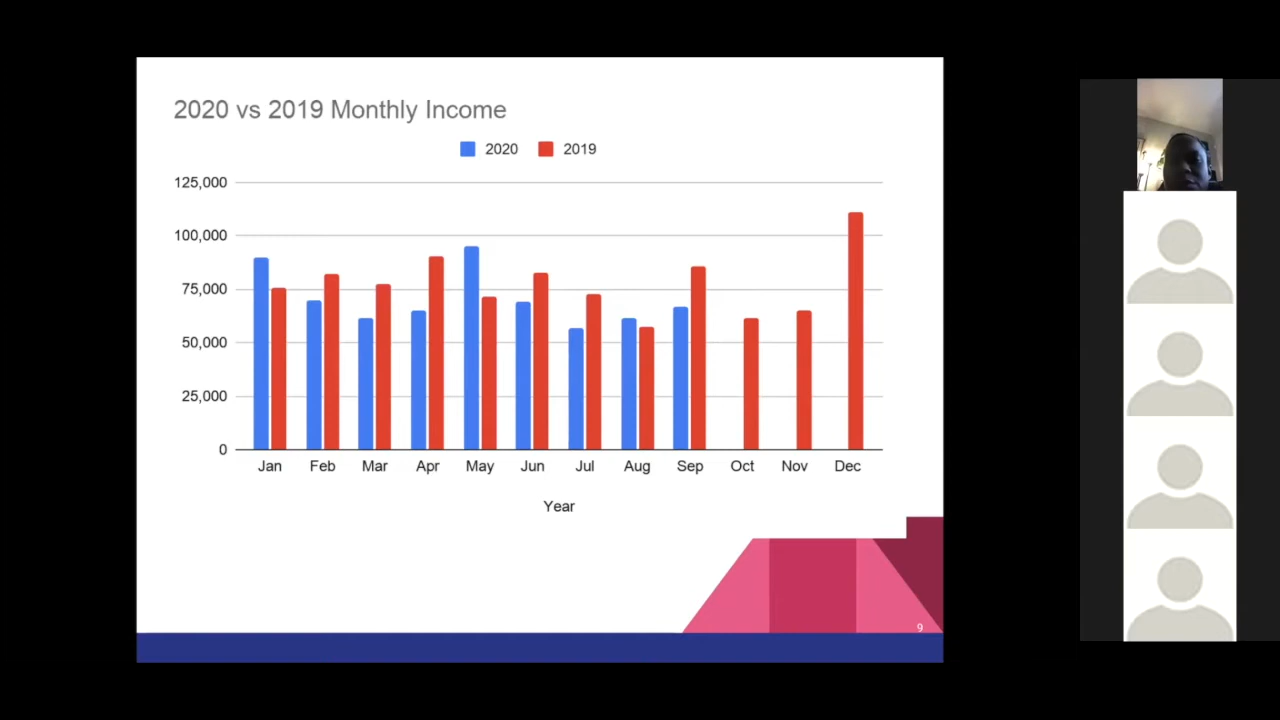 2020 vs 2019 Monthly Income
2020 2019
125,000
100,000
75,000
50,000
25,000
0
Jan Feb Mar Apr May Jun Jul Aug Sep Oct Nov Dec
Year
9